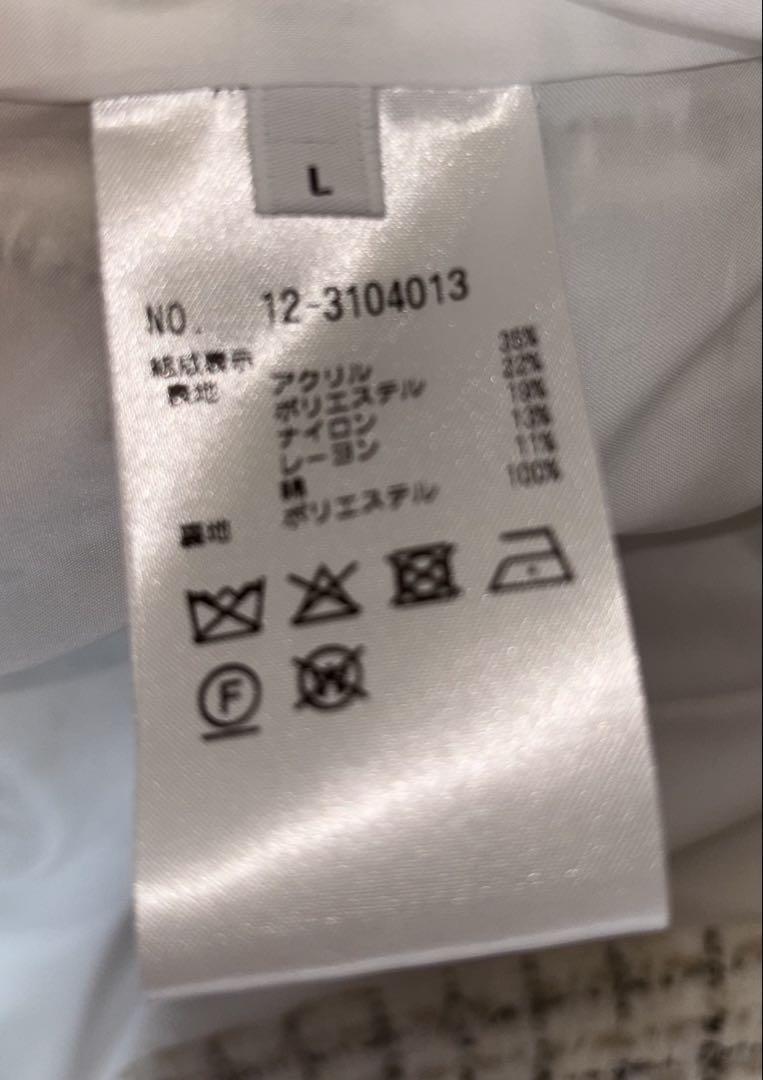 L
NO. 12-3104013
組成表示
表地 アクリル 35%
ポリエステル 22%
ナイロン 19%
レーヨン 13%
綿 11%
裏地 ポリエステル 100%
F
W